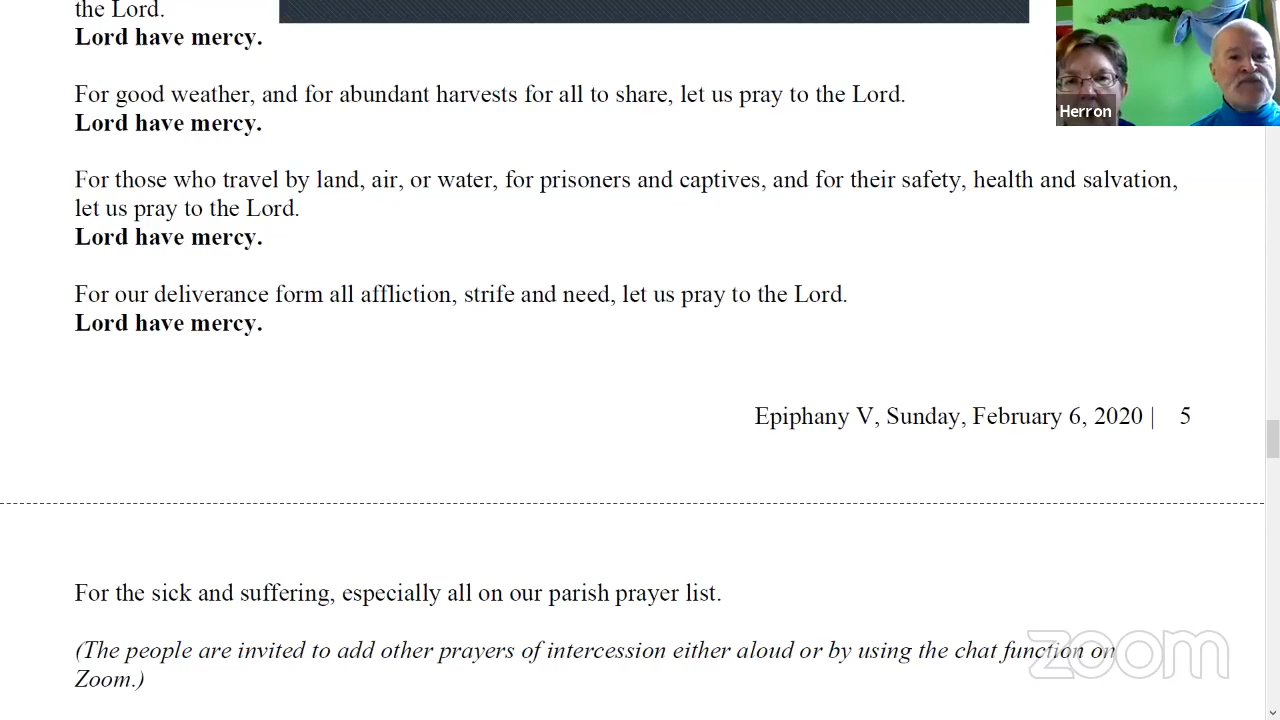 the Lord.
Lord have mercy.
For good weather, and for abundant harvests for all to share, let us pray to the Lord.
Lord have mercy.
Herron
For those who travel by land, air, or water, for prisoners and captives, and for their safety, health and salvation,
let us pray to the Lord.
Lord have mercy.
For our deliverance form all affliction, strife and need, let us pray to the Lord.
Lord have mercy.
Epiphany V, Sunday, February 6, 2020 | 5
For the sick and suffering, especially all on our parish prayer list.
(The people are invited to add other prayers of intercession either aloud or by using the chat function on
Zoom.)
zoom